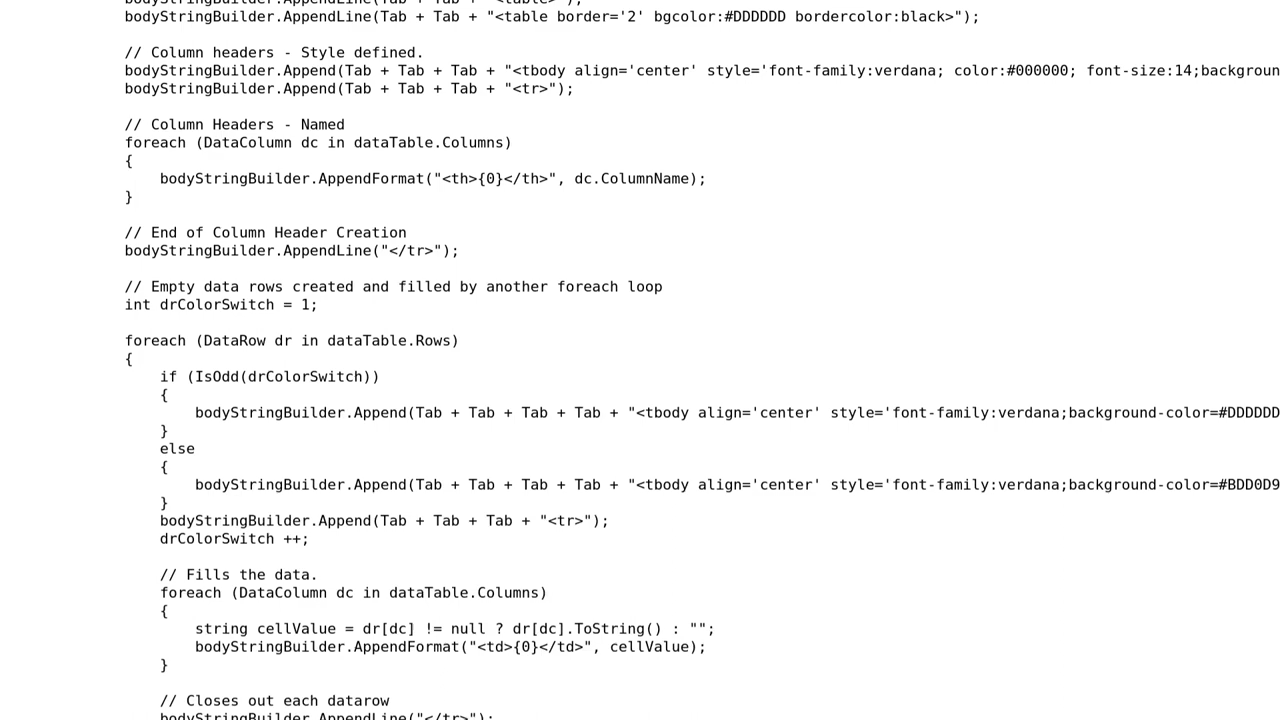 bodyStringBuilder.AppendLine(Tab + Tab + "<table>");
bodyStringBuilder.AppendLine(Tab + Tab + "<table border='2' bgcolor:#DDDDDD bordercolor:black>");
// Column headers - Style defined.
bodyStringBuilder.Append(Tab + Tab + Tab + "<tbody align='center' style='font-family:verdana; color:#000000; font-size:14;backgroun
bodyStringBuilder.Append(Tab + Tab + Tab + "<tr>");
// Column Headers - Named
foreach (DataColumn dc in dataTable.Columns)
{
bodyStringBuilder.AppendFormat("<th>{0}</th>", dc.ColumnName);
}
// End of Column Header Creation
bodyStringBuilder.AppendLine("</tr>");
// Empty data rows created and filled by another foreach loop
int drColorSwitch = 1;
foreach (DataRow dr in dataTable.Rows)
{
if (IsOdd(drColorSwitch))
{
bodyStringBuilder.Append(Tab + Tab + Tab + Tab + "<tbody align='center' style='font-family:verdana;background-color=#DDDDDD
}
else
{
bodyStringBuilder.Append(Tab + Tab + Tab + Tab + "<tbody align='center' style='font-family:verdana;background-color=#BDD0D9
}
bodyStringBuilder.Append(Tab + Tab + Tab + "<tr>");
drColorSwitch ++;
// Fills the data.
foreach (DataColumn dc in dataTable.Columns)
{
string cellValue = dr[dc] != null ? dr[dc].ToString() : "";
bodyStringBuilder.AppendFormat("<td>{0}</td>", cellValue);
}
// Closes out each datarow
bodyStringBuilder.AppendLine("</tr>");